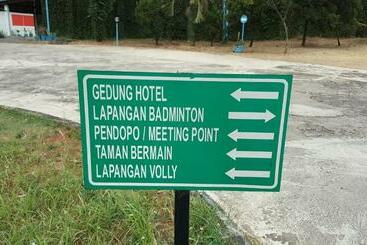 GEDUNG HOTEL
LAPANGAN BADMINTON
PENDOPO / MEETING POINT
TAMAN BERMAIN
LAPANGAN VOLLY